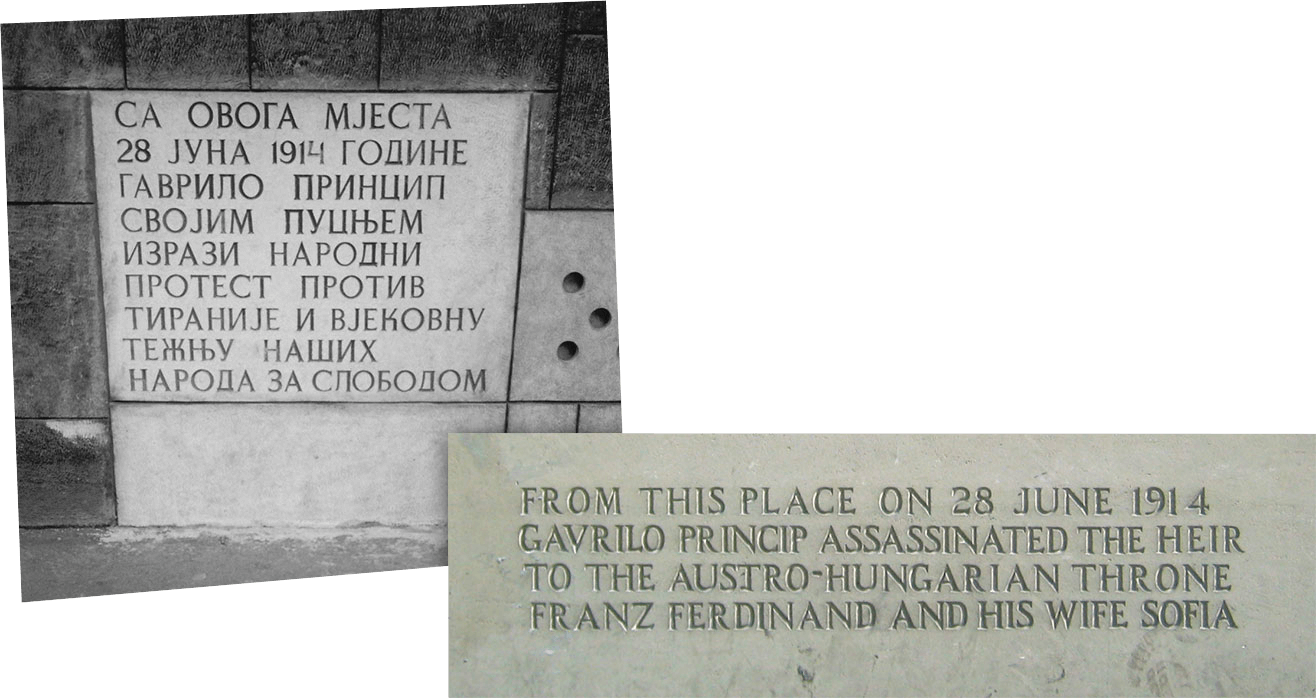 СА ОВОГА МЈЕСТА
28 ЈУНА 1914 ГОДИНЕ
ГАВРИЛО ПРИНЦИП
СВОЈИМ ПУЦЊЕМ
ИЗРАЗИ НАРОДНИ
ПРОТЕСТ ПРОТИВ
ТИРАНИЈЕ И ВЈЕКОВНУ
ТЕЖЊУ НАШИХ
НАРОДА ЗА СЛОБОДОМ
FROM THIS PLACE ON 28 JUNE 1914
GAVRILO PRINCIP ASSASSINATED THE HEIR
TO THE AUSTRO-HUNGARIAN THRONE
FRANZ FERDINAND AND HIS WIFE SOFIA